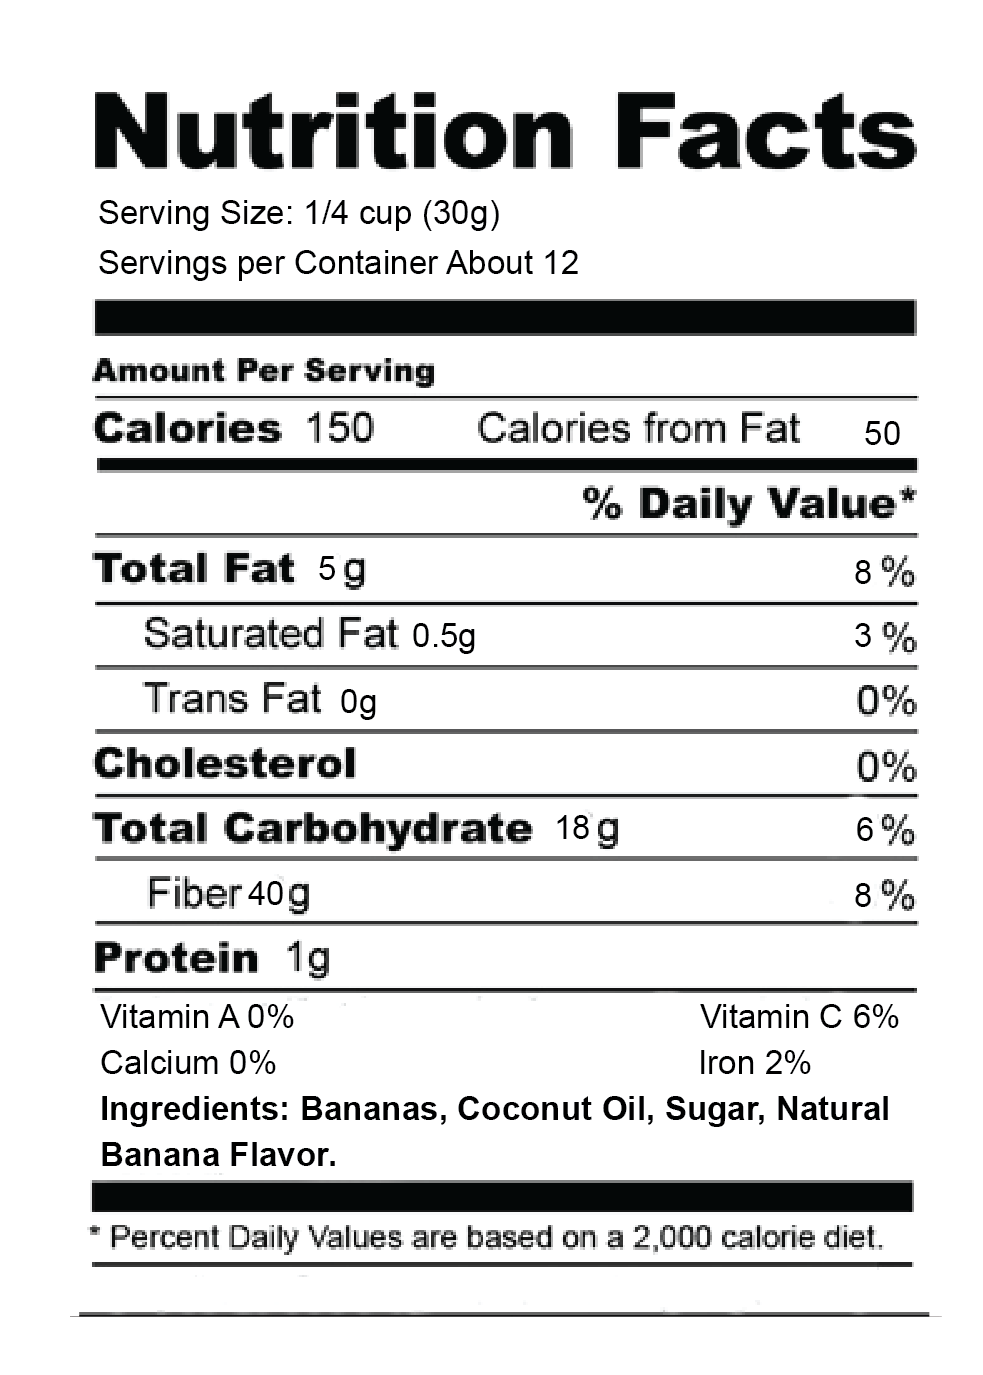 Nutrition Facts
Serving Size: 1/4 cup (30g)
Servings per Container About 12
Amount Per Serving
Calories 150 Calories from Fat 50
% Daily Value*
Total Fat 5 g 8 %
Saturated Fat 0.5g 3 %
Trans Fat 0g 0%
Cholesterol 0%
Total Carbohydrate 18 g 6 %
Fiber 40 g 8 %
Protein 1g
Vitamin A 0% Vitamin C 6%
Calcium 0% Iron 2%
Ingredients: Bananas, Coconut Oil, Sugar, Natural
Banana Flavor.
* Percent Daily Values are based on a 2,000 calorie diet.